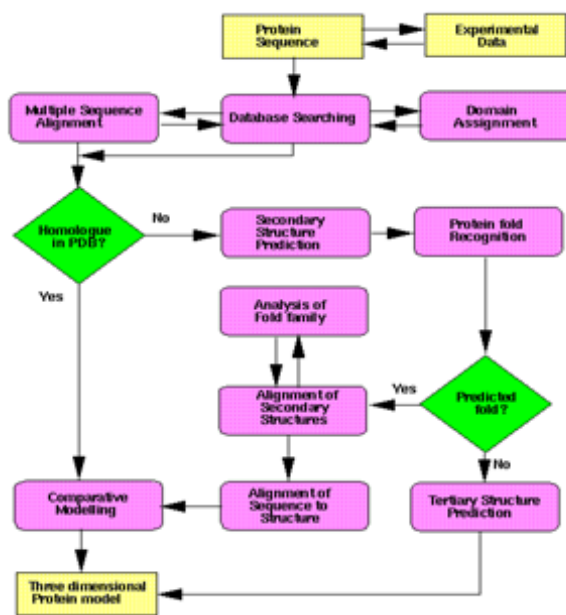 Protein
Sequence
Experimental
Data
Multiple Sequence
Alignment
Database Searching
Domain
Assignment
Homologue
in PDB?
No
Secondary
Structure
Prediction
Protein fold
Recognition
Yes
Analysis of
Fold family
Alignment of
Secondary
Structures
Yes
Predicted
fold?
No
Comparative
Modelling
Alignment of
Sequence to
Structure
Tertiary Structure
Prediction
Three dimensional
Protein model